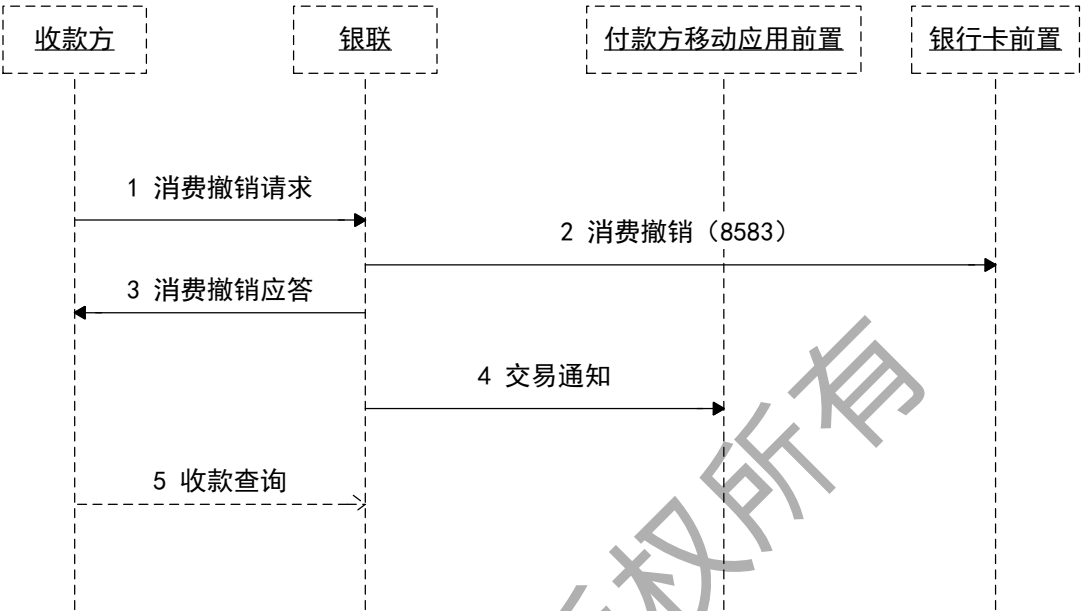 收款方
银联
付款方移动应用前置
银行卡前置
1 消费撤销请求
2 消费撤销（8583）
3 消费撤销应答
4 交易通知
5 收款查询
版权所有